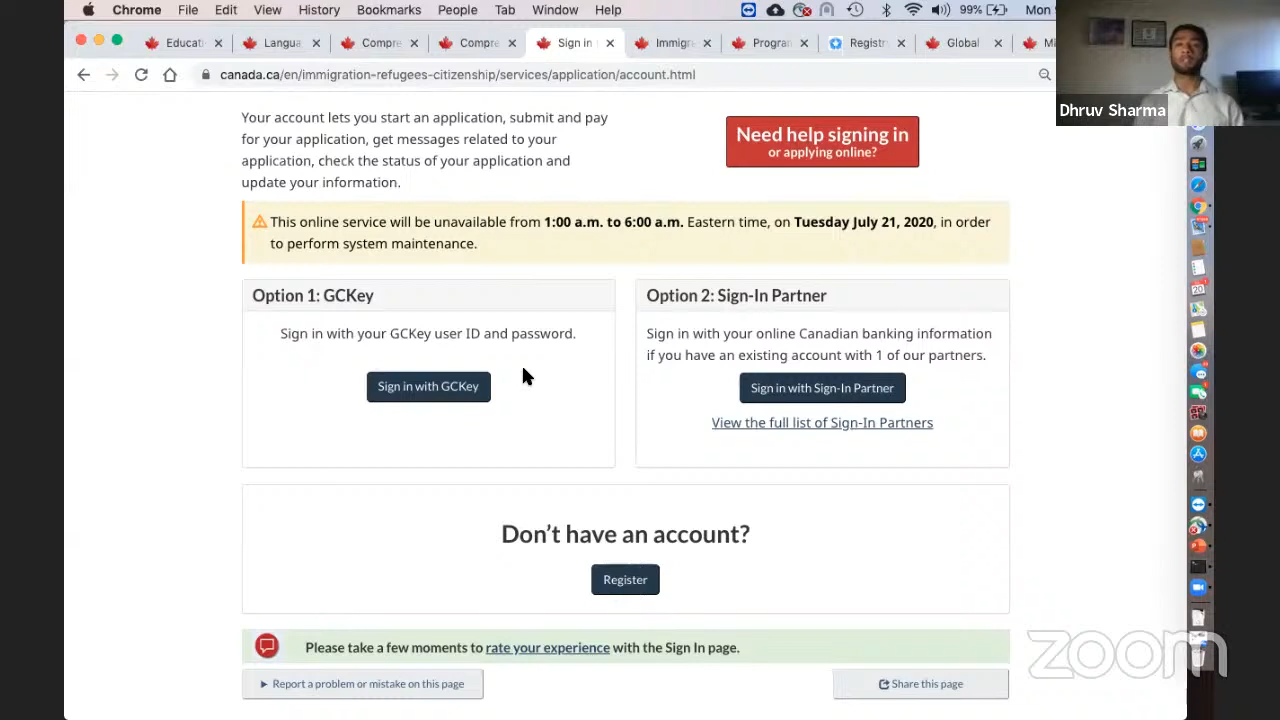 Chrome File Edit View History Bookmarks People Tab Window Help 99% Mon
Educati Langua Compre Compre Sign in Immigr Progra Registr Global
canada.ca/en/immigration-refugees-citizenship/services/application/account.html
Dhruv Sharma
Your account lets you start an application, submit and pay
for your application, get messages related to your
application, check the status of your application and
update your information.
Need help signing in
or applying online?
This online service will be unavailable from 1:00 a.m. to 6:00 a.m. Eastern time, on Tuesday July 21, 2020, in order
to perform system maintenance.
Option 1: GCKey
Sign in with your GCKey user ID and password.
Sign in with GCKey
Option 2: Sign-In Partner
Sign in with your online Canadian banking information
if you have an existing account with 1 of our partners.
Sign in with Sign-In Partner
View the full list of Sign-In Partners
Don’t have an account?
Register
Please take a few moments to rate your experience with the Sign In page.
Report a problem or mistake on this page
Share this page
zoom